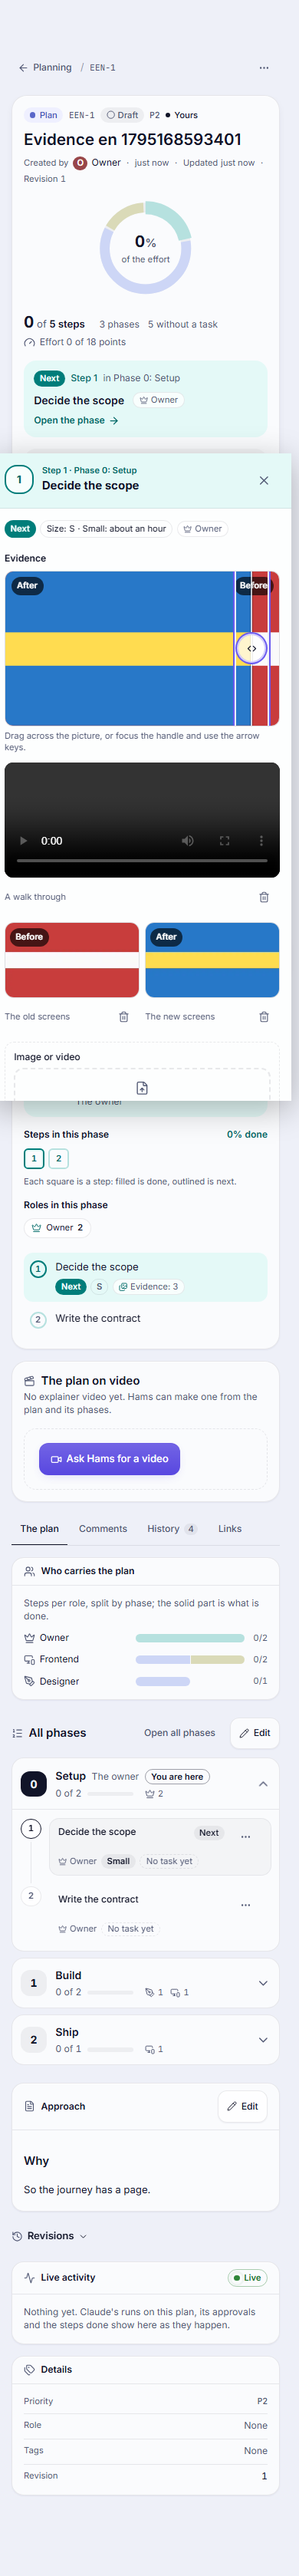 Planning / EEN-1
Plan EEN-1 Draft P2 Yours
Evidence en 1795168593401
Created by O Owner · just now · Updated just now ·
Revision 1
0%
of the effort
0 of 5 steps 3 phases 5 without a task
Effort 0 of 18 points
Next Step 1 in Phase 0: Setup
Decide the scope Owner
Open the phase
1 Step 1 · Phase 0: Setup
Decide the scope
Next Size: S · Small: about an hour Owner
Evidence
After Before
Drag across the picture, or focus the handle and use the arrow
keys.
0:00
A walk through
Before After
The old screens The new screens
Image or video
The owner
Steps in this phase 0% done
1 2
Each square is a step: filled is done, outlined is next.
Roles in this phase
Owner 2
1 Decide the scope
Next S Evidence: 3
2 Write the contract
The plan on video
No explainer video yet. Hams can make one from the
plan and its phases.
Ask Hams for a video
The plan Comments History 4 Links
Who carries the plan
Steps per role, split by phase; the solid part is what is
done.
Owner 0/2
Frontend 0/2
Designer 0/1
All phases Open all phases Edit
0 Setup The owner You are here
0 of 2 2
1 Decide the scope Next
Owner Small No task yet
2 Write the contract
Owner No task yet
1 Build
0 of 2 1 1
2 Ship
0 of 1 1
Approach Edit
Why
So the journey has a page.
Revisions
Live activity Live
Nothing yet. Claude's runs on this plan, its approvals
and the steps done show here as they happen.
Details
Priority P2
Role None
Tags None
Revision 1